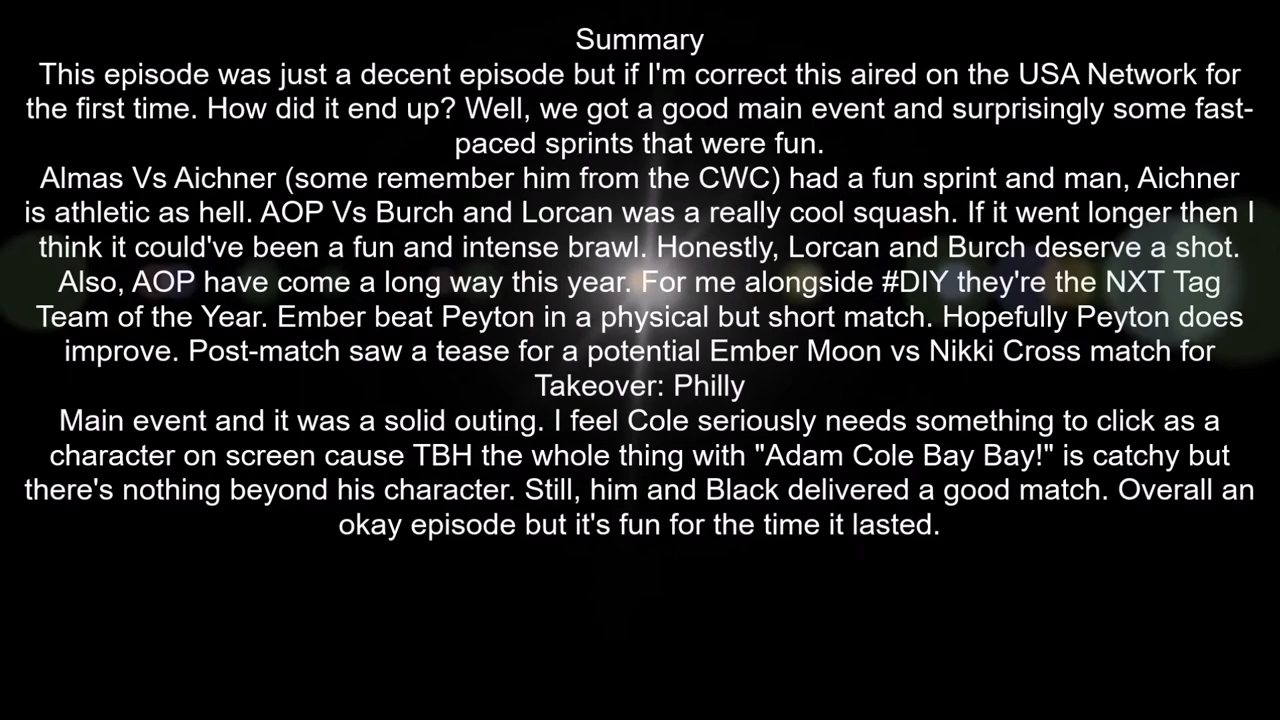 Summary
This episode was just a decent episode but if I'm correct this aired on the USA Network for
the first time. How did it end up? Well, we got a good main event and surprisingly some fast-
paced sprints that were fun.
Almas Vs Aichner (some remember him from the CWC) had a fun sprint and man, Aichner
is athletic as hell. AOP Vs Burch and Lorcan was a really cool squash. If it went longer then I
think it could've been a fun and intense brawl. Honestly, Lorcan and Burch deserve a shot.
Also, AOP have come a long way this year. For me alongside #DIY they're the NXT Tag
Team of the Year. Ember beat Peyton in a physical but short match. Hopefully Peyton does
improve. Post-match saw a tease for a potential Ember Moon vs Nikki Cross match for
Takeover: Philly
Main event and it was a solid outing. I feel Cole seriously needs something to click as a
character on screen cause TBH the whole thing with "Adam Cole Bay Bay!" is catchy but
there's nothing beyond his character. Still, him and Black delivered a good match. Overall an
okay episode but it's fun for the time it lasted.